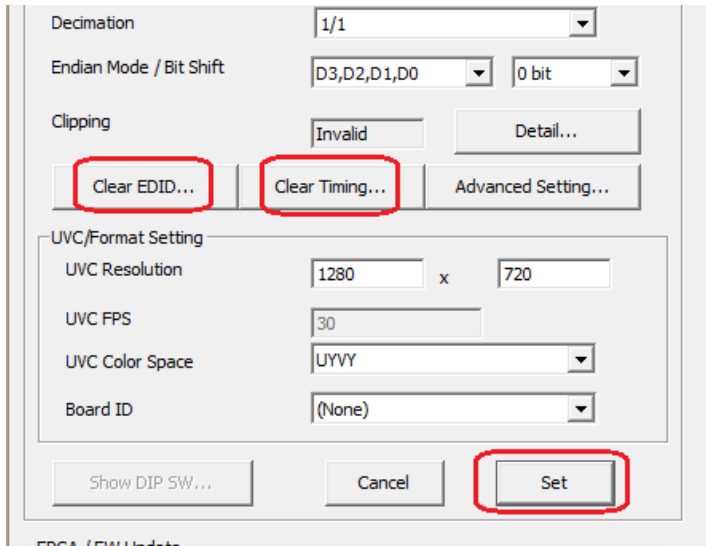 Decimation 1/1
Endian Mode / Bit Shift D3,D2,D1,D0 0 bit
Clipping Invalid Detail...
Clear EDID... Clear Timing... Advanced Setting...
UVC/Format Setting
UVC Resolution 1280 x 720
UVC FPS 30
UVC Color Space UYVY
Board ID (None)
Show DIP SW... Cancel Set